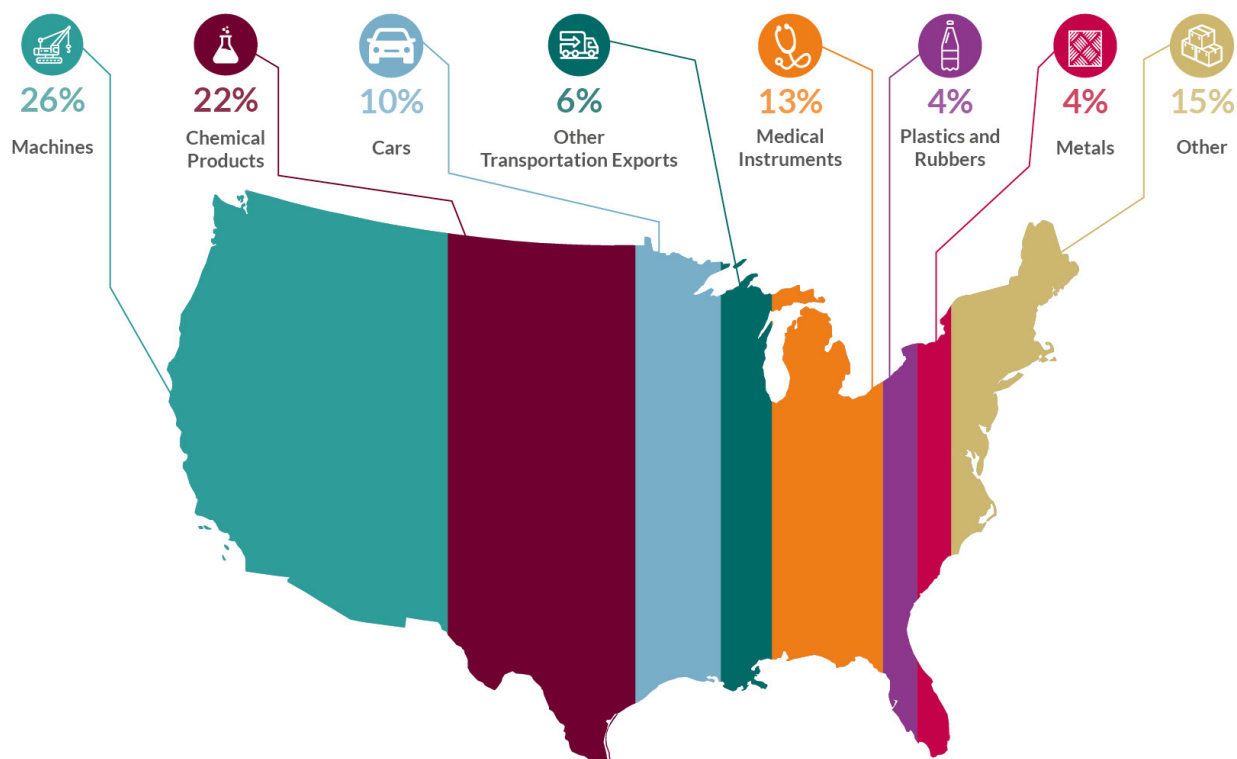 26%
Machines
22%
Chemical
Products
10%
Cars
6%
Other
Transportation Exports
13%
Medical
Instruments
4%
Plastics and
Rubbers
4%
Metals
15%
Other